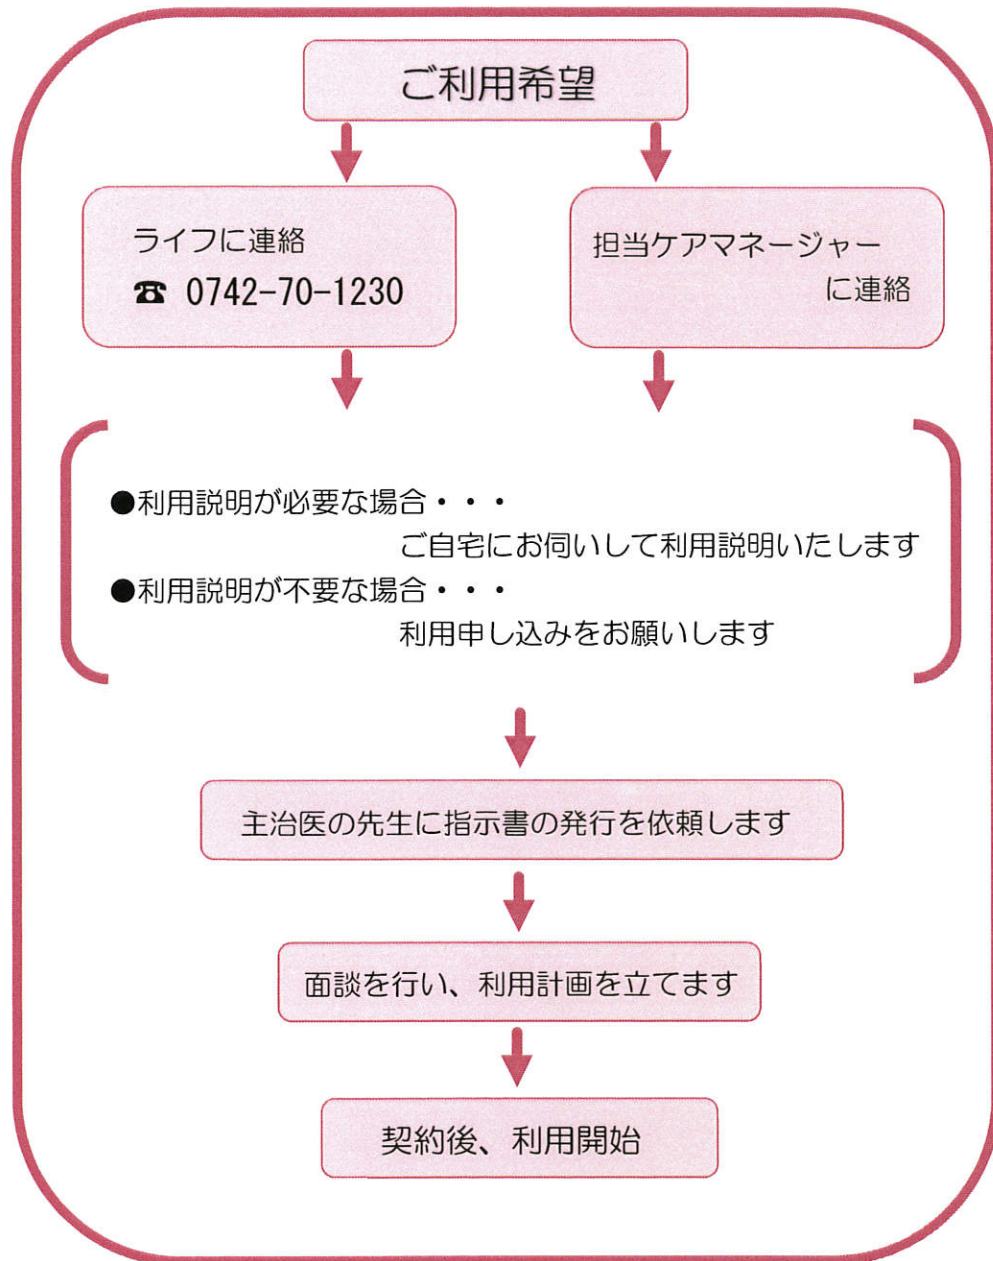 ご利用希望
ライフに連絡
☎ 0742-70-1230
担当ケアマネージャー
に連絡
●利用説明が必要な場合・・・
ご自宅にお伺いして利用説明いたします
●利用説明が不要な場合・・・
利用申し込みをお願いします
主治医の先生に指示書の発行を依頼します
面談を行い、利用計画を立てます
契約後、利用開始